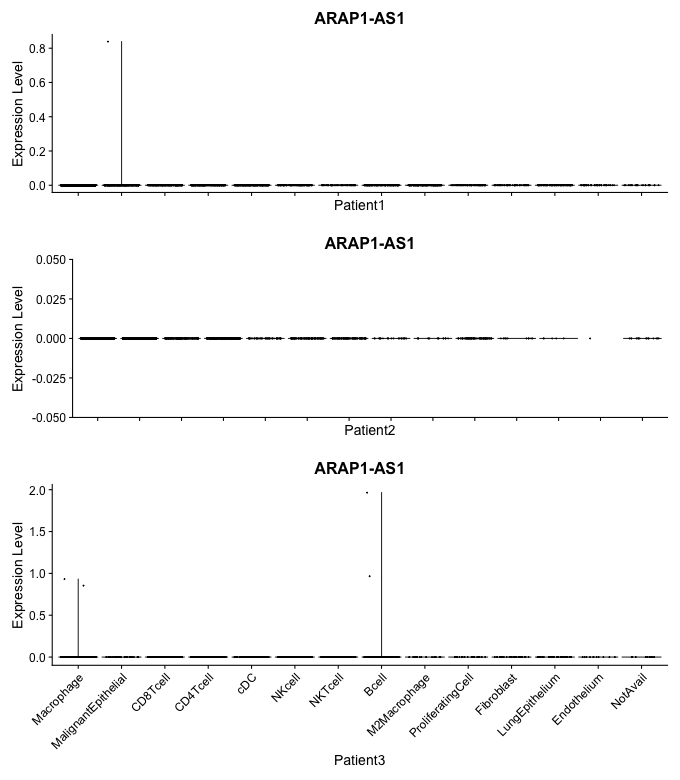 ARAP1-AS1
Expression Level
0.8
0.6
0.4
0.2
0.0
Patient1
ARAP1-AS1
Expression Level
0.050
0.025
0.000
-0.025
-0.050
Patient2
ARAP1-AS1
Expression Level
2.0
1.5
1.0
0.5
0.0
Macrophage
MalignantEpithelial
CD8Tcell
CD4Tcell
cDC
NKcell
NKTcell
Bcell
M2Macrophage
ProliferatingCell
Fibroblast
LungEpithelium
Endothelium
NotAvail
Patient3